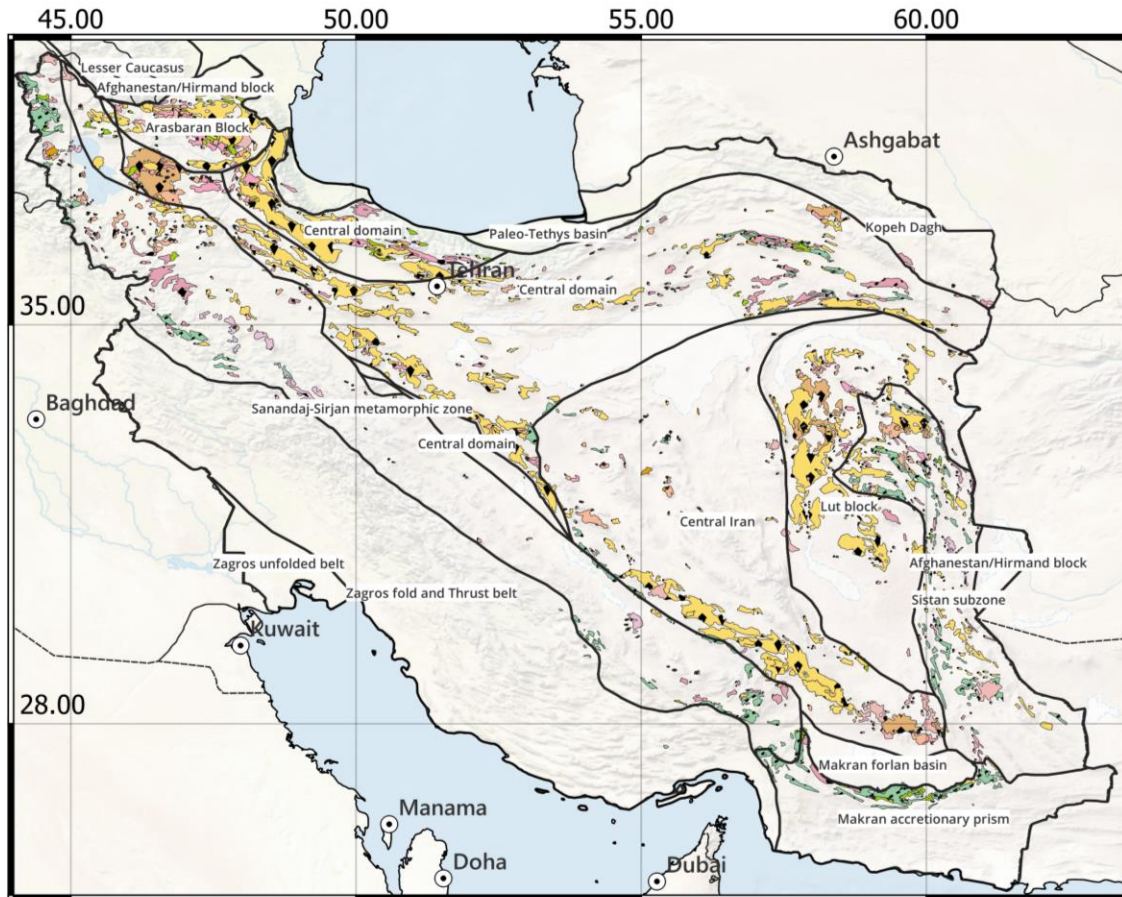 45.00 50.00 55.00 60.00
Lesser Caucasus
Afghanestan/Hirmand block
Arasbaran Block
Ashgabat
Central domain
Paleo-Tethys basin
Kopeh Dagh
Tehran
Central domain
35.00
Baghdad
Sanandaj-Sirjan metamorphic zone
Central domain
Lut block
Central Iran
Zagros unfolded belt
Afghanestan/Hirmand block
Zagros fold and Thrust belt
Sistan subzone
Kuwait
28.00
Makran forlan basin
Manama
Makran accretionary prism
Doha
Dubai